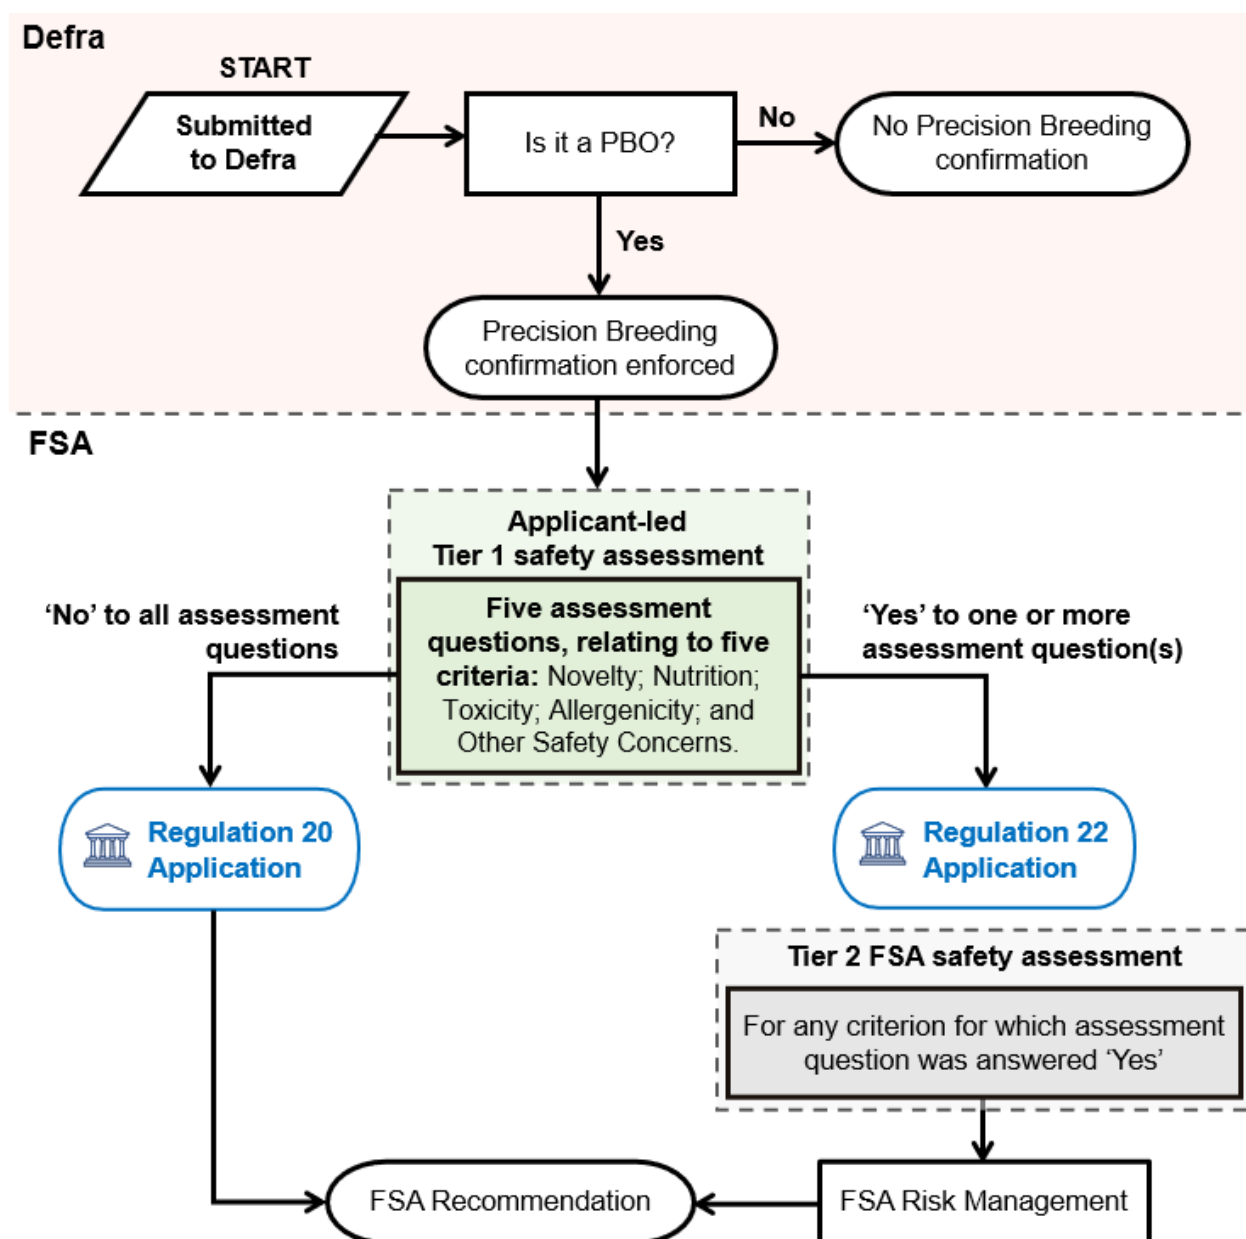 Defra
START
Submitted
to Defra
Is it a PBO?
No
No Precision Breeding
confirmation
Yes
Precision Breeding
confirmation enforced
FSA
Applicant-led
Tier 1 safety assessment
Five assessment
questions, relating to five
criteria: Novelty; Nutrition;
Toxicity; Allergenicity; and
Other Safety Concerns.
‘No’ to all assessment
questions
‘Yes’ to one or more
assessment question(s)
Regulation 20
Application
Regulation 22
Application
Tier 2 FSA safety assessment
For any criterion for which assessment
question was answered ‘Yes’
FSA Recommendation
FSA Risk Management